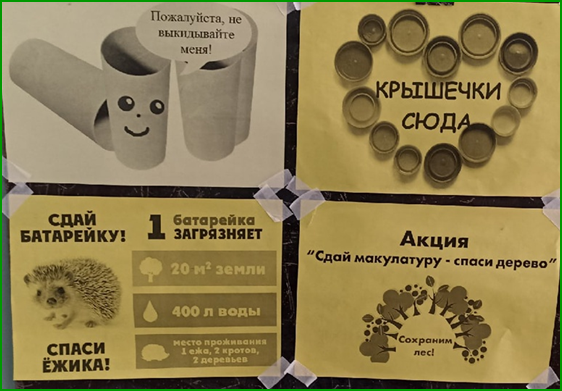 Пожалуйста, не
выкидывайте
меня!
КРЫШЕЧКИ
СЮДА
СДАЙ
БАТАРЕЙКУ!
СПАСИ
ЁЖИКА!
1 батарейка
ЗАГРЯЗНЯЕТ
20 м² земли
400 л воды
место проживания
1 ежа, 2 кротов,
2 деревьев
Акция
"Сдай макулатуру - спаси дерево"
Сохраним
лес!